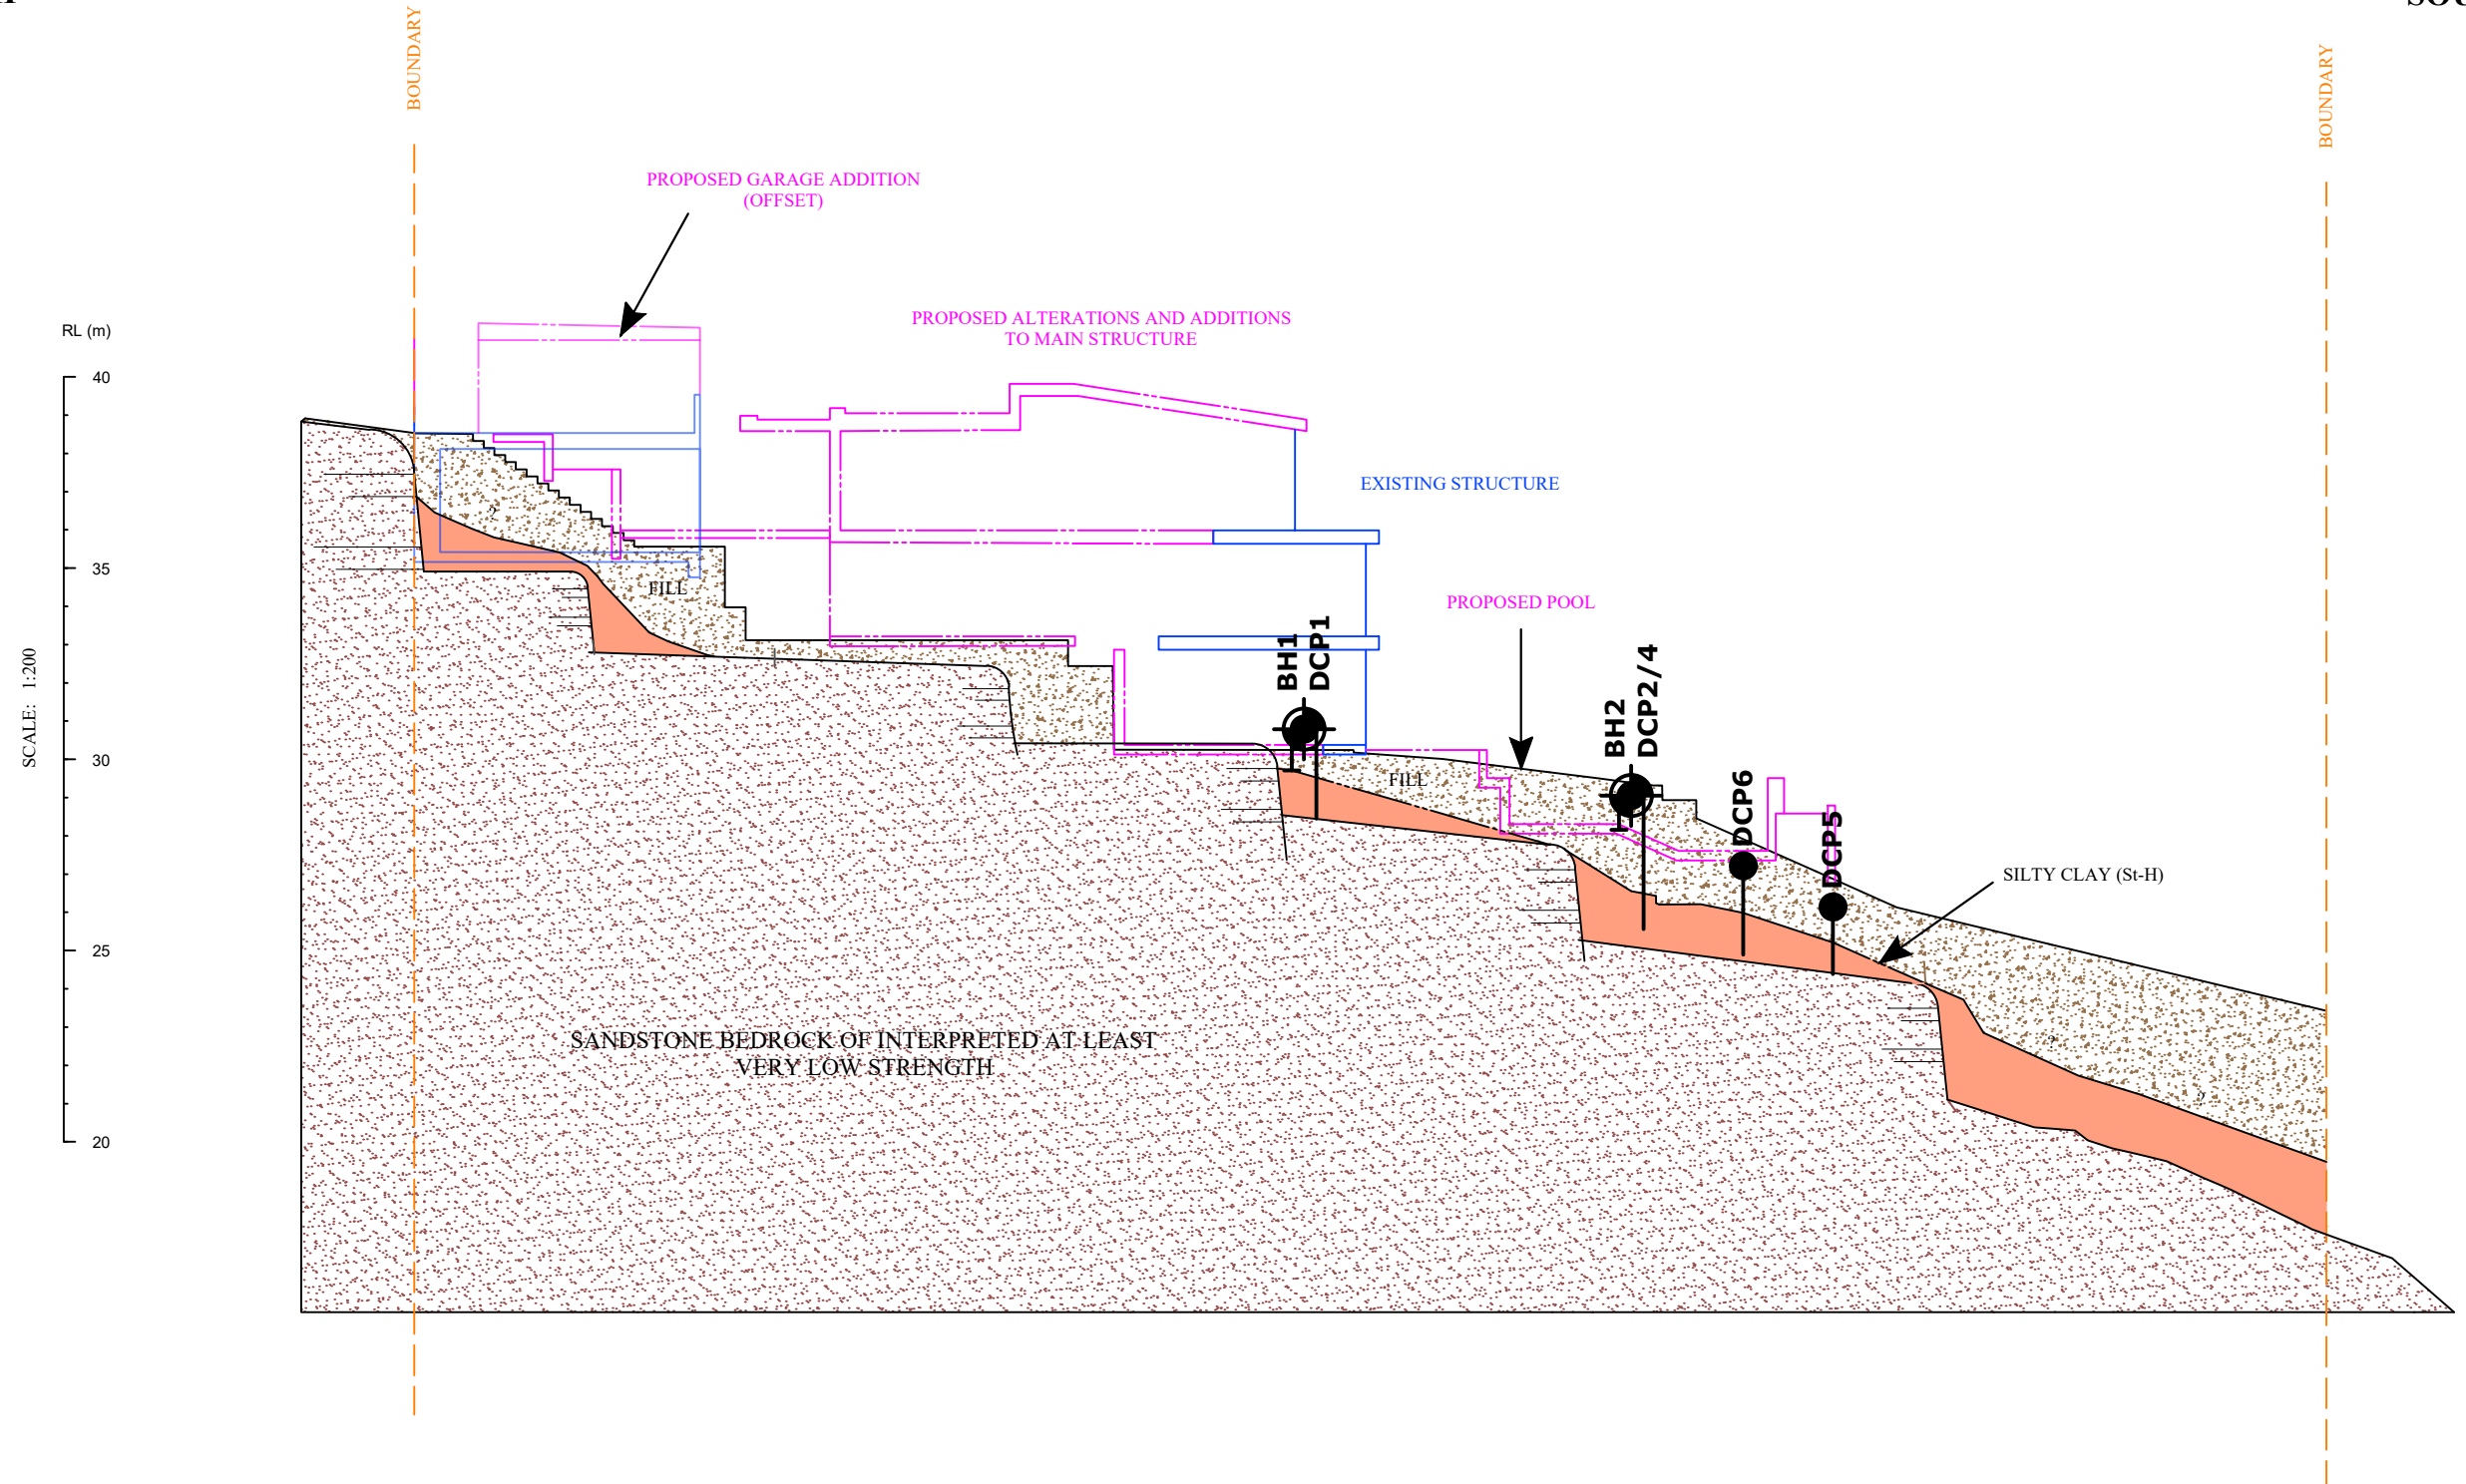 BOUNDARY
BOUNDARY
PROPOSED GARAGE ADDITION
(OFFSET)
PROPOSED ALTERATIONS AND ADDITIONS
TO MAIN STRUCTURE
RL (m)
40
35
30
25
20
SCALE: 1:200
EXISTING STRUCTURE
?
FILL
PROPOSED POOL
BH1
DCP1
BH2
DCP2/4
FILL
DCP6
DCP5
SILTY CLAY (St-H)
SANDSTONE BEDROCK OF INTERPRETED AT LEAST
VERY LOW STRENGTH
?
?